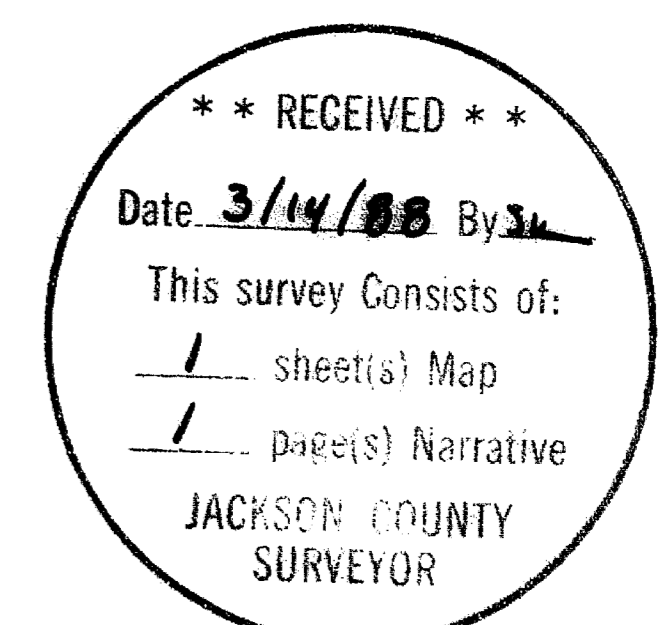 * * RECEIVED * *
Date 3/14/88 By
This survey Consists of:
1 sheet(s) Map
1 page(s) Narrative
JACKSON COUNTY
SURVEYOR